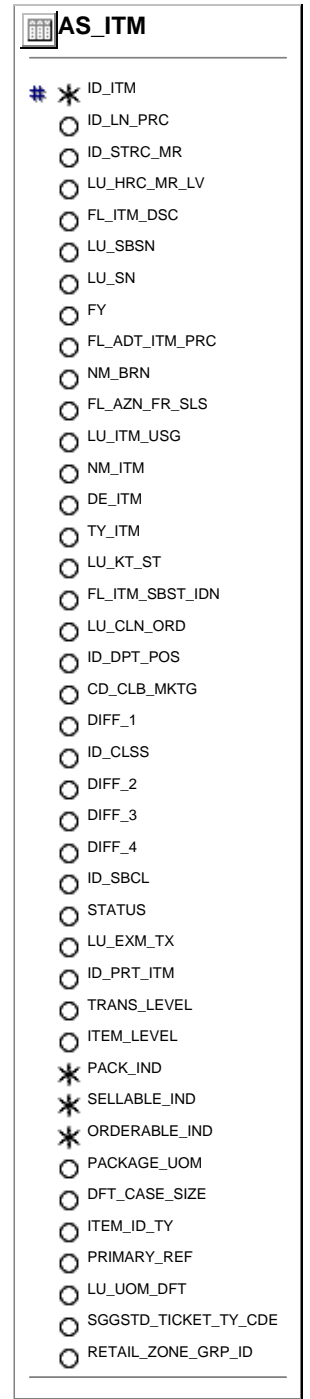 AS_ITM
# * ID_ITM
ID_LN_PRC
ID_STRC_MR
LU_HRC_MR_LV
FL_ITM_DSC
LU_SBSN
LU_SN
FY
FL_ADT_ITM_PRC
NM_BRN
FL_AZN_FR_SLS
LU_ITM_USG
NM_ITM
DE_ITM
TY_ITM
LU_KT_ST
FL_ITM_SBST_IDN
LU_CLN_ORD
ID_DPT_POS
CD_CLB_MKTG
DIFF_1
ID_CLSS
DIFF_2
DIFF_3
DIFF_4
ID_SBCL
STATUS
LU_EXM_TX
ID_PRT_ITM
TRANS_LEVEL
ITEM_LEVEL
* PACK_IND
* SELLABLE_IND
* ORDERABLE_IND
PACKAGE_UOM
DFT_CASE_SIZE
ITEM_ID_TY
PRIMARY_REF
LU_UOM_DFT
SGGSTD_TICKET_TY_CDE
RETAIL_ZONE_GRP_ID